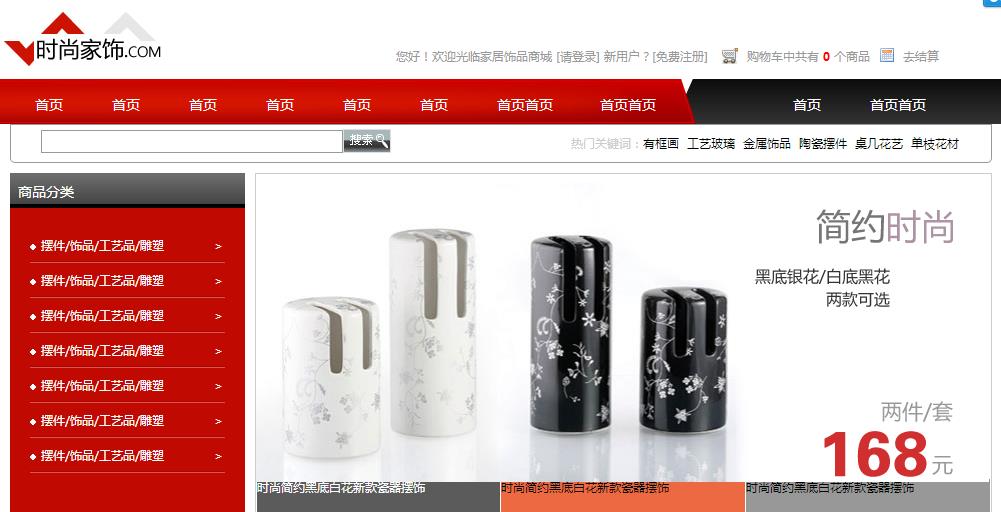 时尚家饰.COM
您好！欢迎光临家居饰品商城 [请登录] 新用户？[免费注册] 购物车中共有 0 个商品 去结算
首页 首页 首页 首页 首页 首页 首页首页 首页首页 首页 首页首页
搜索 热门关键词：有框画 工艺玻璃 金属饰品 陶瓷摆件 桌几花艺 单枝花材
商品分类
摆件/饰品/工艺品/雕塑 >
摆件/饰品/工艺品/雕塑 >
摆件/饰品/工艺品/雕塑 >
摆件/饰品/工艺品/雕塑 >
摆件/饰品/工艺品/雕塑 >
摆件/饰品/工艺品/雕塑 >
摆件/饰品/工艺品/雕塑 >
简约时尚
黑底银花/白底黑花
两款可选
两件/套
168元
时尚简约黑底白花新款瓷器摆饰 时尚简约黑底白花新款瓷器摆饰 时尚简约黑底白花新款瓷器摆饰